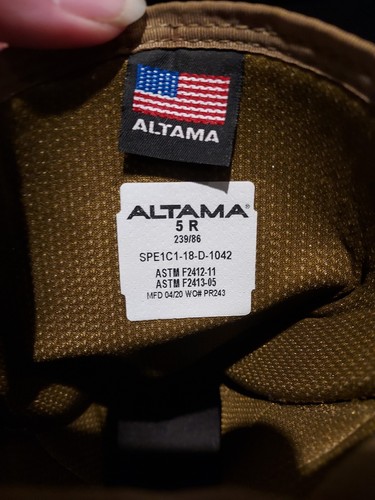 ALTAMA
ALTAMA®
5 R
239/86
SPE1C1-18-D-1042
ASTM F2412-11
ASTM F2413-05
MFD 04/20 WO# PR243